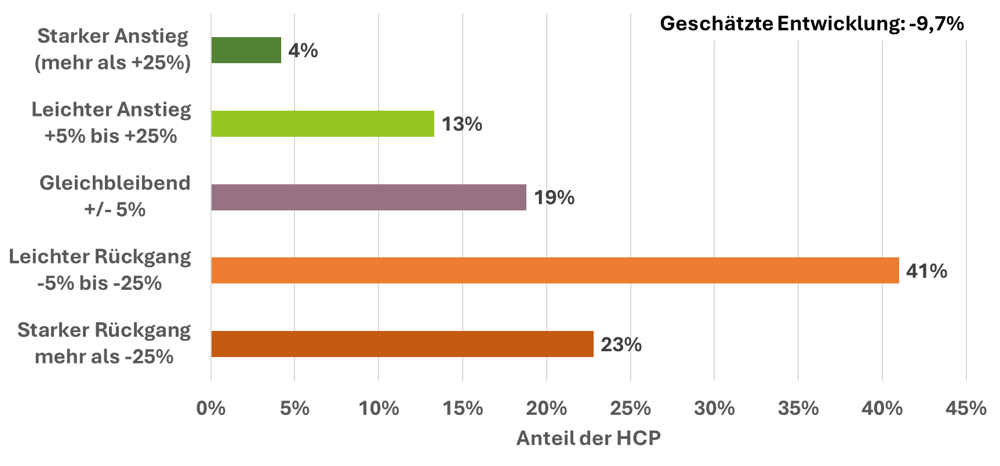 Geschätzte Entwicklung: -9,7%
Starker Anstieg
(mehr als +25%)
4%
Leichter Anstieg
+5% bis +25%
13%
Gleichbleibend
+/- 5%
19%
Leichter Rückgang
-5% bis -25%
41%
Starker Rückgang
mehr als -25%
23%
0% 5% 10% 15% 20% 25% 30% 35% 40% 45%
Anteil der HCP